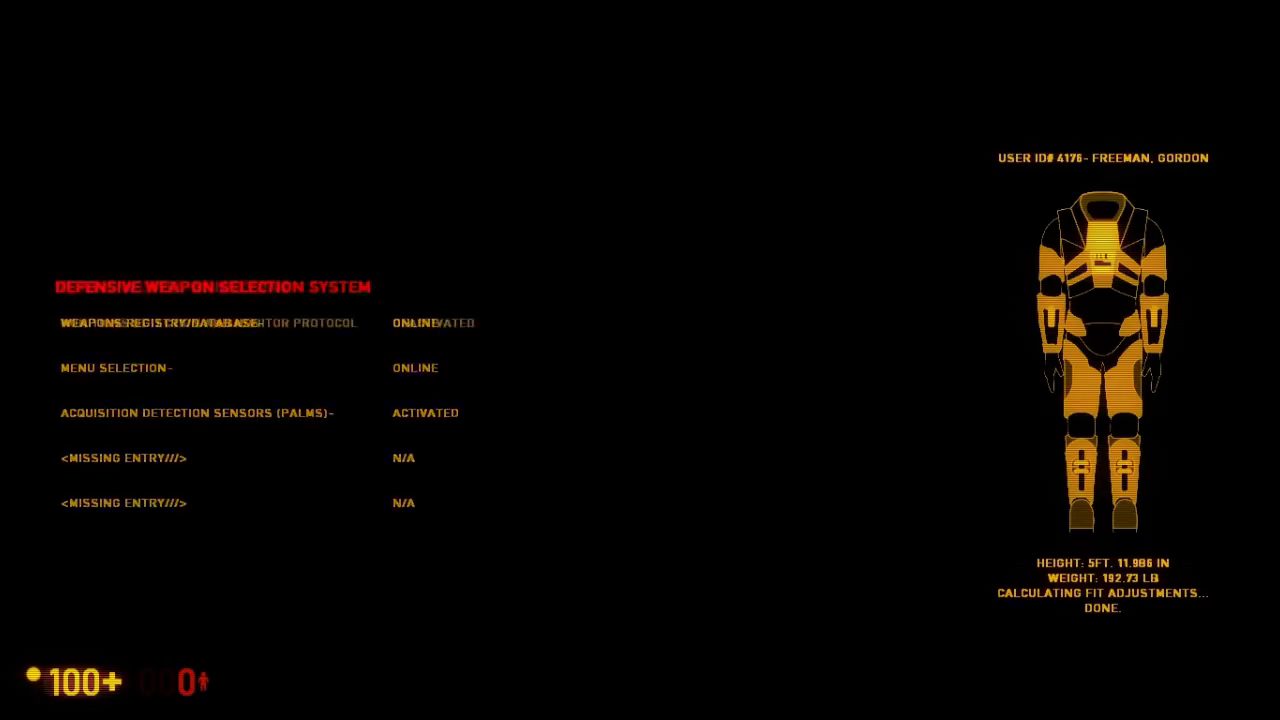 USER ID# 4176- FREEMAN, GORDON
DEFENSIVE WEAPON SELECTION SYSTEM
WEAPONS REGISTRY/DATABASE- PROTOCOL ONLINE
MENU SELECTION- ONLINE
ACQUISITION DETECTION SENSORS (PALMS)- ACTIVATED
<MISSING ENTRY///> N/A
<MISSING ENTRY///> N/A
HEIGHT: 5FT. 11.986 IN
WEIGHT: 192.73 LB
CALCULATING FIT ADJUSTMENTS...
DONE.
100+ 0